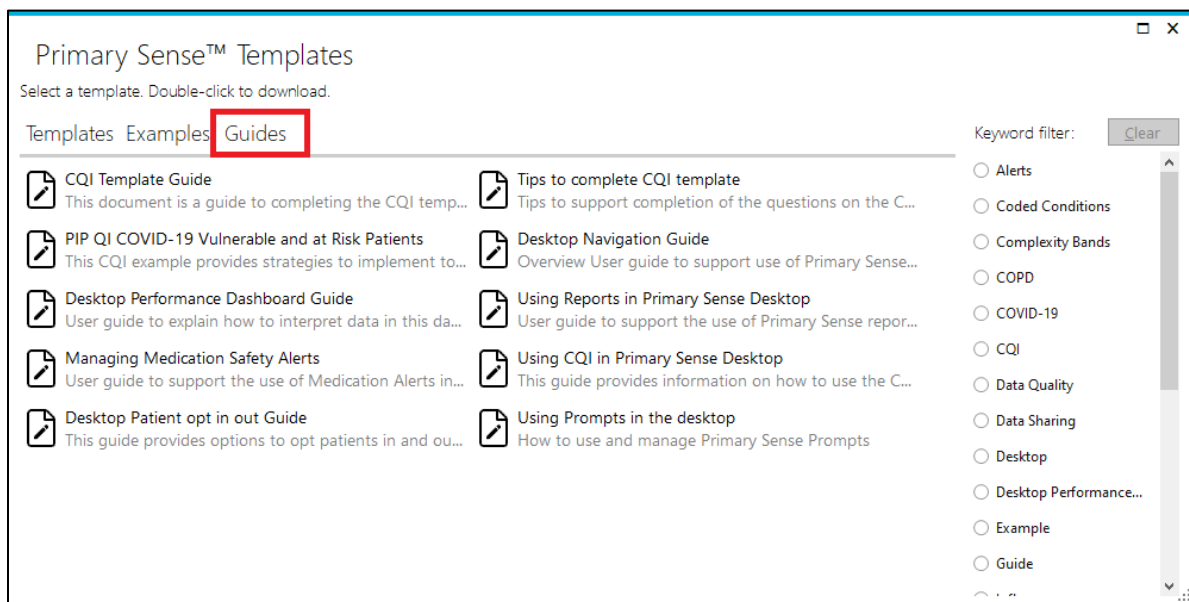 Primary Sense™ Templates
Select a template. Double-click to download.
Templates Examples Guides
CQI Template Guide
This document is a guide to completing the CQI temp...
Tips to complete CQI template
Tips to support completion of the questions on the C...
PIP QI COVID-19 Vulnerable and at Risk Patients
This CQI example provides strategies to implement to...
Desktop Navigation Guide
Overview User guide to support use of Primary Sense...
Desktop Performance Dashboard Guide
User guide to explain how to interpret data in this da...
Using Reports in Primary Sense Desktop
User guide to support the use of Primary Sense repor...
Managing Medication Safety Alerts
User guide to support the use of Medication Alerts in...
Using CQI in Primary Sense Desktop
This guide provides information on how to use the C...
Desktop Patient opt in out Guide
This guide provides options to opt patients in and ou...
Using Prompts in the desktop
How to use and manage Primary Sense Prompts
Keyword filter: Clear
Alerts
Coded Conditions
Complexity Bands
COPD
COVID-19
CQI
Data Quality
Data Sharing
Desktop
Desktop Performance...
Example
Guide